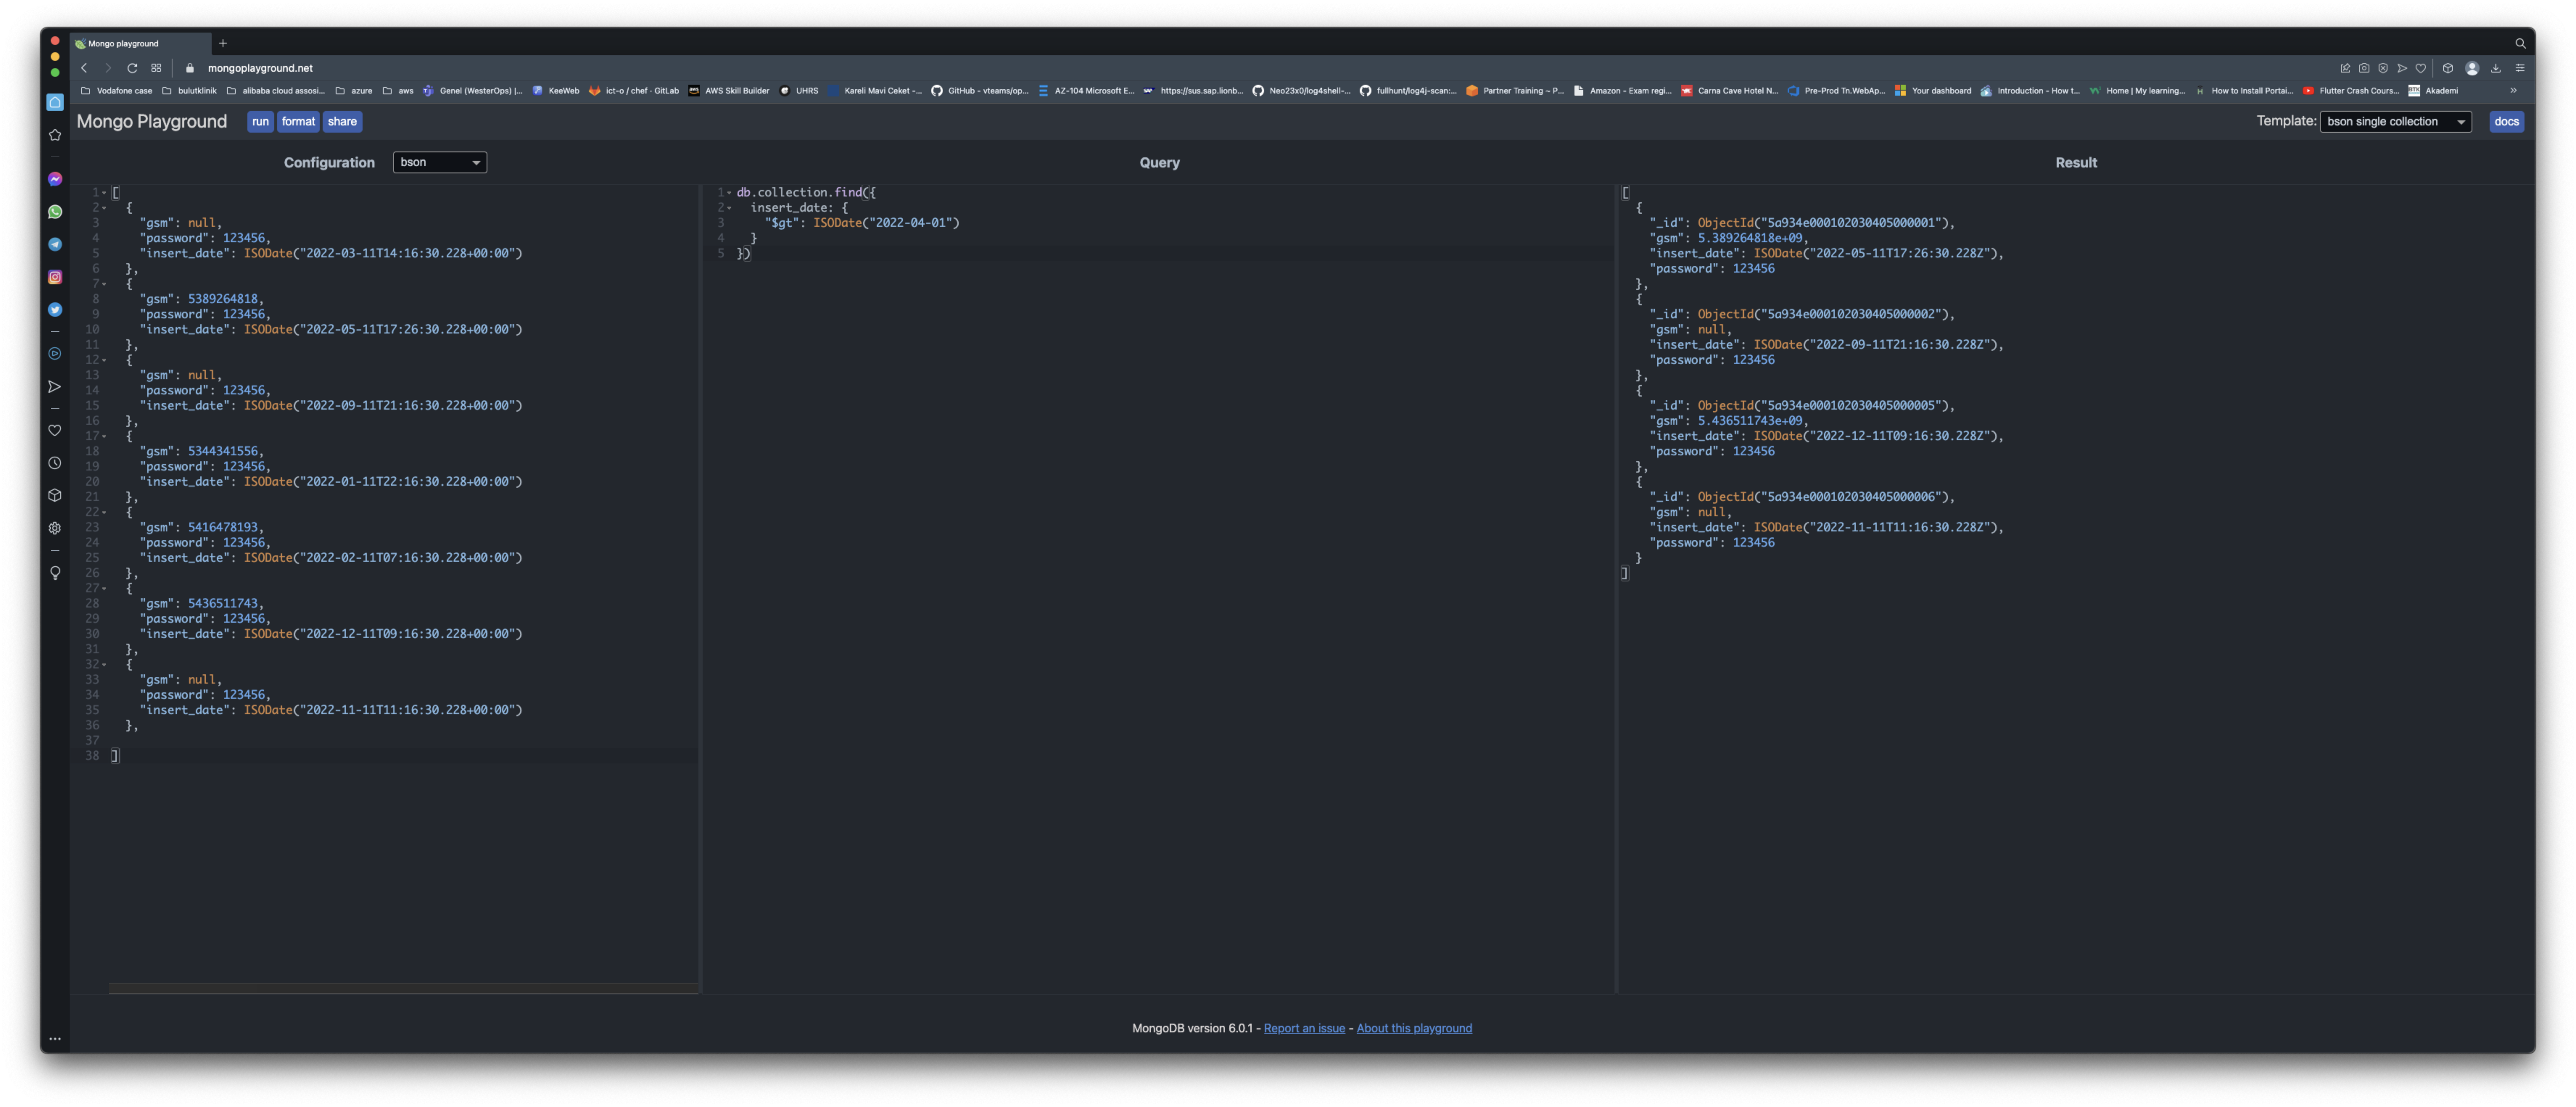 Mongo playground
mongoplayground.net
Vodafone case bulutklinik alibaba cloud assosi... azure aws Genel (WesterOps) |... KeeWeb ict-o / chef · GitLab AWS Skill Builder UHRS Kareli Mavi Ceket -... GitHub - vteams/op... AZ-104 Microsoft E... https://sus.sap.lionb... Neo23x0/log4shell-... fullhunt/log4j-scan:... Partner Training ~ P... Amazon - Exam regi... Carna Cave Hotel N... Pre-Prod Tn.WebAp... Your dashboard Introduction - How t... Home | My learning... How to Install Portai... Flutter Crash Cours... BTK Akademi
Mongo Playground run format share Template: bson single collection docs
Configuration bson
1 [
2 {
3 "gsm": null,
4 "password": 123456,
5 "insert_date": ISODate("2022-03-11T14:16:30.228+00:00")
6 },
7 {
8 "gsm": 5389264818,
9 "password": 123456,
10 "insert_date": ISODate("2022-05-11T17:26:30.228+00:00")
11 },
12 {
13 "gsm": null,
14 "password": 123456,
15 "insert_date": ISODate("2022-09-11T21:16:30.228+00:00")
16 },
17 {
18 "gsm": 5344341556,
19 "password": 123456,
20 "insert_date": ISODate("2022-01-11T22:16:30.228+00:00")
21 },
22 {
23 "gsm": 5416478193,
24 "password": 123456,
25 "insert_date": ISODate("2022-02-11T07:16:30.228+00:00")
26 },
27 {
28 "gsm": 5436511743,
29 "password": 123456,
30 "insert_date": ISODate("2022-12-11T09:16:30.228+00:00")
31 },
32 {
33 "gsm": null,
34 "password": 123456,
35 "insert_date": ISODate("2022-11-11T11:16:30.228+00:00")
36 },
37
38 ]
Query
1 db.collection.find({
2 insert_date: {
3 "$gt": ISODate("2022-04-01")
4 }
5 })
Result
[
{
"_id": ObjectId("5a934e000102030405000001"),
"gsm": 5.389264818e+09,
"insert_date": ISODate("2022-05-11T17:26:30.228Z"),
"password": 123456
},
{
"_id": ObjectId("5a934e000102030405000002"),
"gsm": null,
"insert_date": ISODate("2022-09-11T21:16:30.228Z"),
"password": 123456
},
{
"_id": ObjectId("5a934e000102030405000005"),
"gsm": 5.436511743e+09,
"insert_date": ISODate("2022-12-11T09:16:30.228Z"),
"password": 123456
},
{
"_id": ObjectId("5a934e000102030405000006"),
"gsm": null,
"insert_date": ISODate("2022-11-11T11:16:30.228Z"),
"password": 123456
}
]
MongoDB version 6.0.1 - Report an issue - About this playground